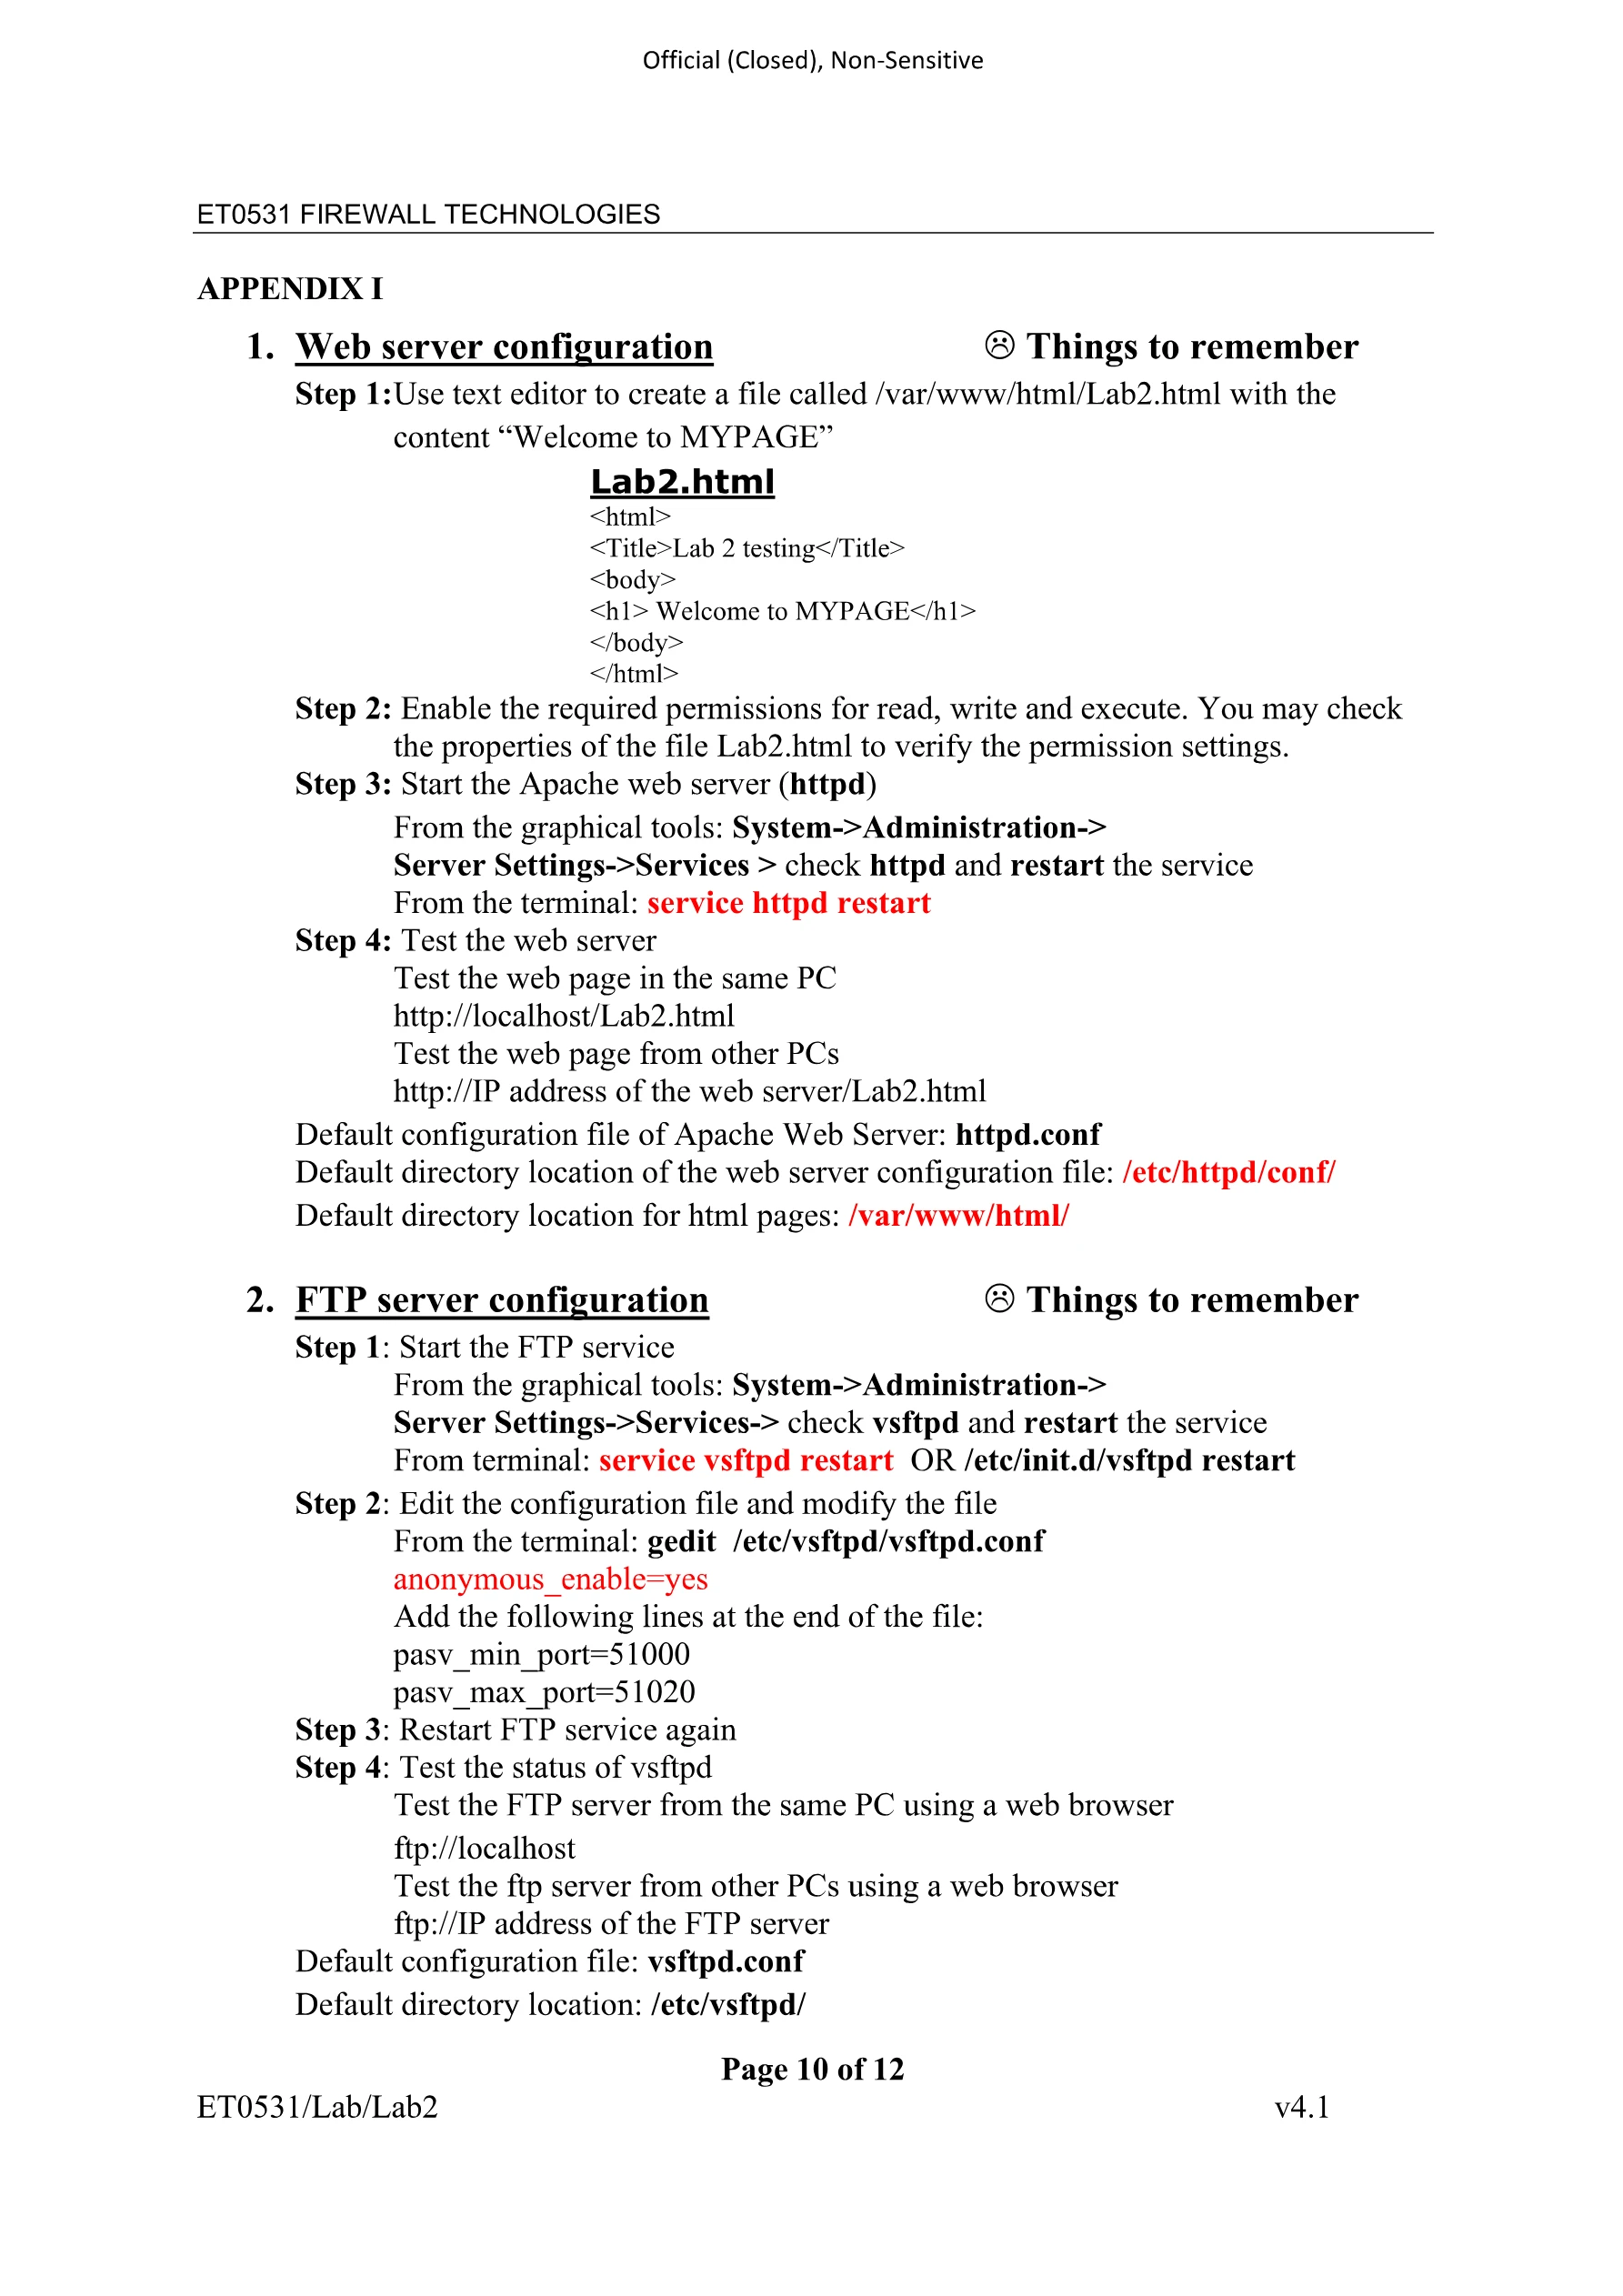 Official (Closed), Non-Sensitive
ET0531 FIREWALL TECHNOLOGIES
APPENDIX I
1. Web server configuration ☹ Things to remember
Step 1:Use text editor to create a file called /var/www/html/Lab2.html with the
content “Welcome to MYPAGE”
Lab2.html
<html>
<Title>Lab 2 testing</Title>
<body>
<h1> Welcome to MYPAGE</h1>
</body>
</html>
Step 2: Enable the required permissions for read, write and execute. You may check
the properties of the file Lab2.html to verify the permission settings.
Step 3: Start the Apache web server (httpd)
From the graphical tools: System->Administration->
Server Settings->Services > check httpd and restart the service
From the terminal: service httpd restart
Step 4: Test the web server
Test the web page in the same PC
http://localhost/Lab2.html
Test the web page from other PCs
http://IP address of the web server/Lab2.html
Default configuration file of Apache Web Server: httpd.conf
Default directory location of the web server configuration file: /etc/httpd/conf/
Default directory location for html pages: /var/www/html/
2. FTP server configuration ☹ Things to remember
Step 1: Start the FTP service
From the graphical tools: System->Administration->
Server Settings->Services-> check vsftpd and restart the service
From terminal: service vsftpd restart OR /etc/init.d/vsftpd restart
Step 2: Edit the configuration file and modify the file
From the terminal: gedit /etc/vsftpd/vsftpd.conf
anonymous_enable=yes
Add the following lines at the end of the file:
pasv_min_port=51000
pasv_max_port=51020
Step 3: Restart FTP service again
Step 4: Test the status of vsftpd
Test the FTP server from the same PC using a web browser
ftp://localhost
Test the ftp server from other PCs using a web browser
ftp://IP address of the FTP server
Default configuration file: vsftpd.conf
Default directory location: /etc/vsftpd/
Page 10 of 12
ET0531/Lab/Lab2 v4.1